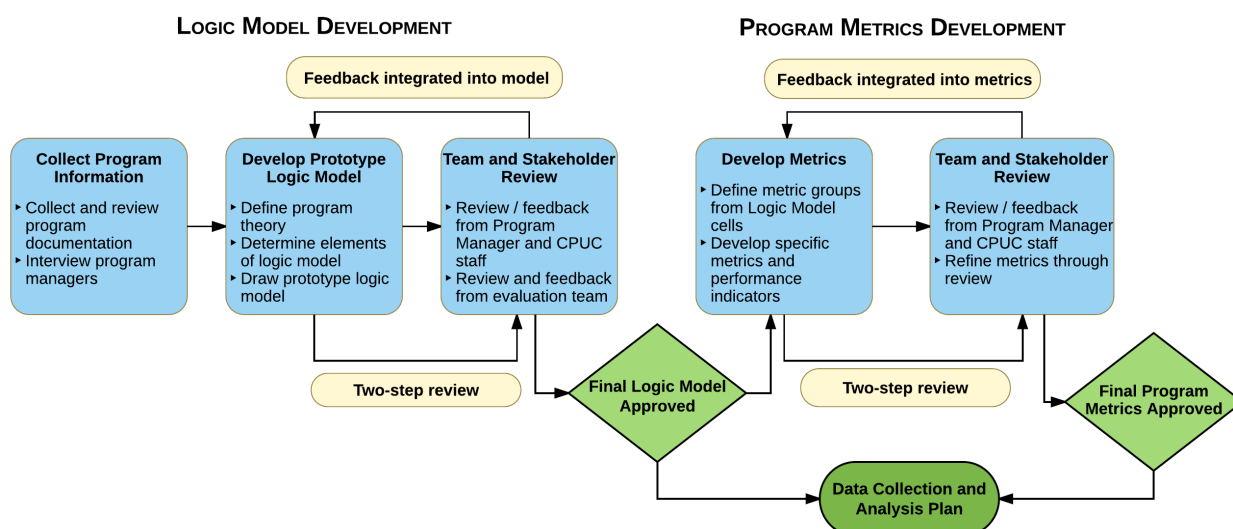 LOGIC MODEL DEVELOPMENT
Feedback integrated into model
Collect Program
Information
‣ Collect and review
program
documentation
‣ Interview program
managers
Develop Prototype
Logic Model
‣ Define program
theory
‣ Determine elements
of logic model
‣ Draw prototype logic
model
Team and Stakeholder
Review
‣ Review / feedback
from Program
Manager and CPUC
staff
‣ Review and feedback
from evaluation team
Two-step review
Final Logic Model
Approved
PROGRAM METRICS DEVELOPMENT
Feedback integrated into metrics
Develop Metrics
‣ Define metric groups
from Logic Model
cells
‣ Develop specific
metrics and
performance
indicators
Team and Stakeholder
Review
‣ Review / feedback
from Program Manager
and CPUC staff
‣ Refine metrics through
review
Two-step review
Final Program
Metrics Approved
Data Collection and
Analysis Plan